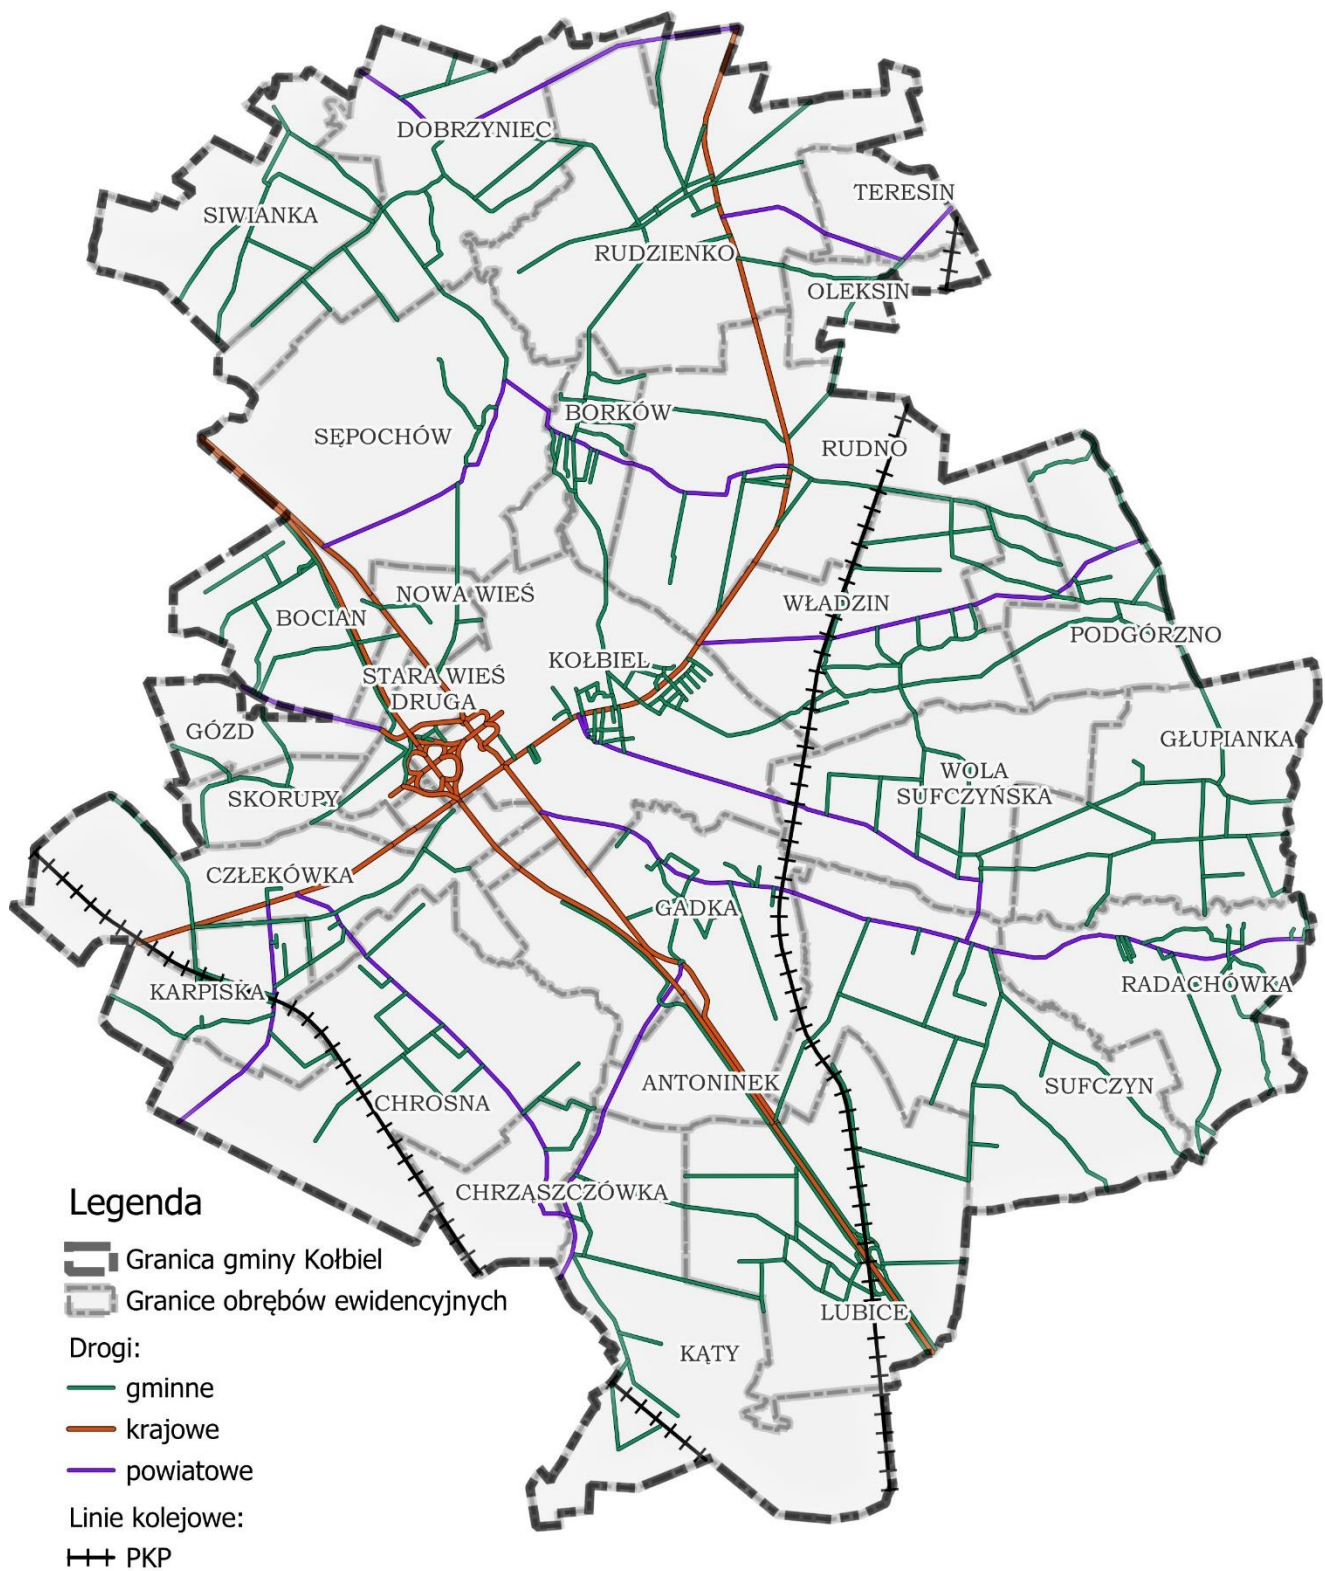 DOBRZYNIEC
TERESIN
SIWIANKA
RUDZIENKO
OLEKSIN
BORKÓW
SĘPOCHÓW
RUDNO
NOWA WIEŚ
WŁADZIN
BOCIAN
PODGÓRZNO
KOŁBIEL
STARA WIEŚ
DRUGA
GÓZD
GŁUPIANKA
WOLA
SUFCZYŃSKA
SKORUPY
CZŁEKÓWKA
GADKA
RADACHÓWKA
KARPISKA
ANTONINEK
SUFCZYN
CHROSNA
CHRZĄSZCZÓWKA
LUBICE
KĄTY
Legenda
Granica gminy Kołbiel
Granice obrębów ewidencyjnych
Drogi:
gminne
krajowe
powiatowe
Linie kolejowe:
PKP